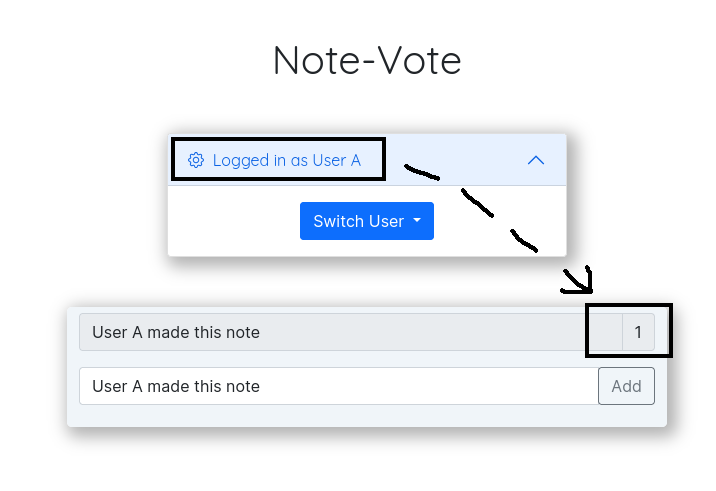 Note-Vote
Logged in as User A
Switch User
User A made this note 1
User A made this note Add